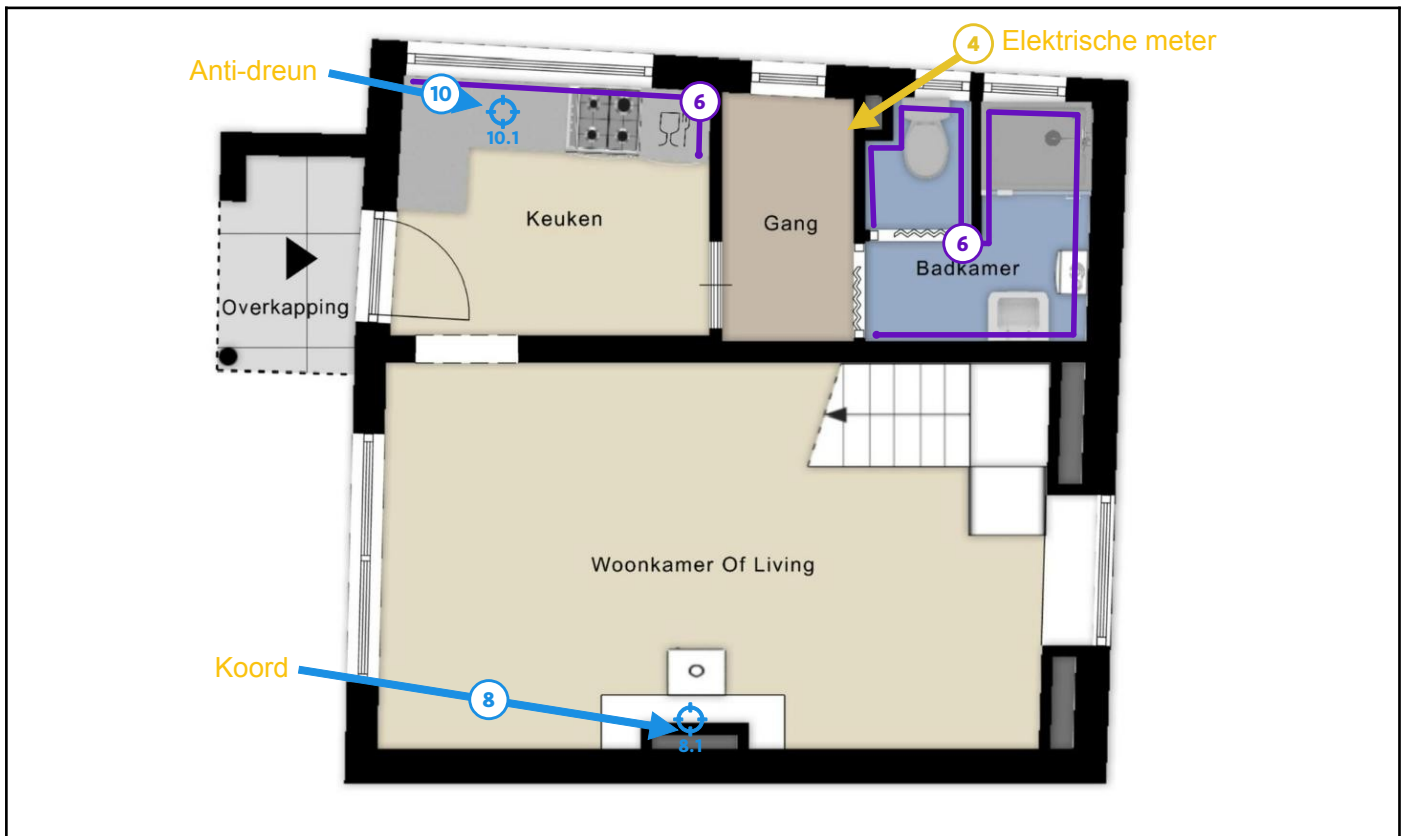 4 Elektrische meter
Anti-dreun
10
6
10.1
Keuken
Gang
6
Badkamer
Overkapping
Woonkamer Of Living
Koord
8
8.1